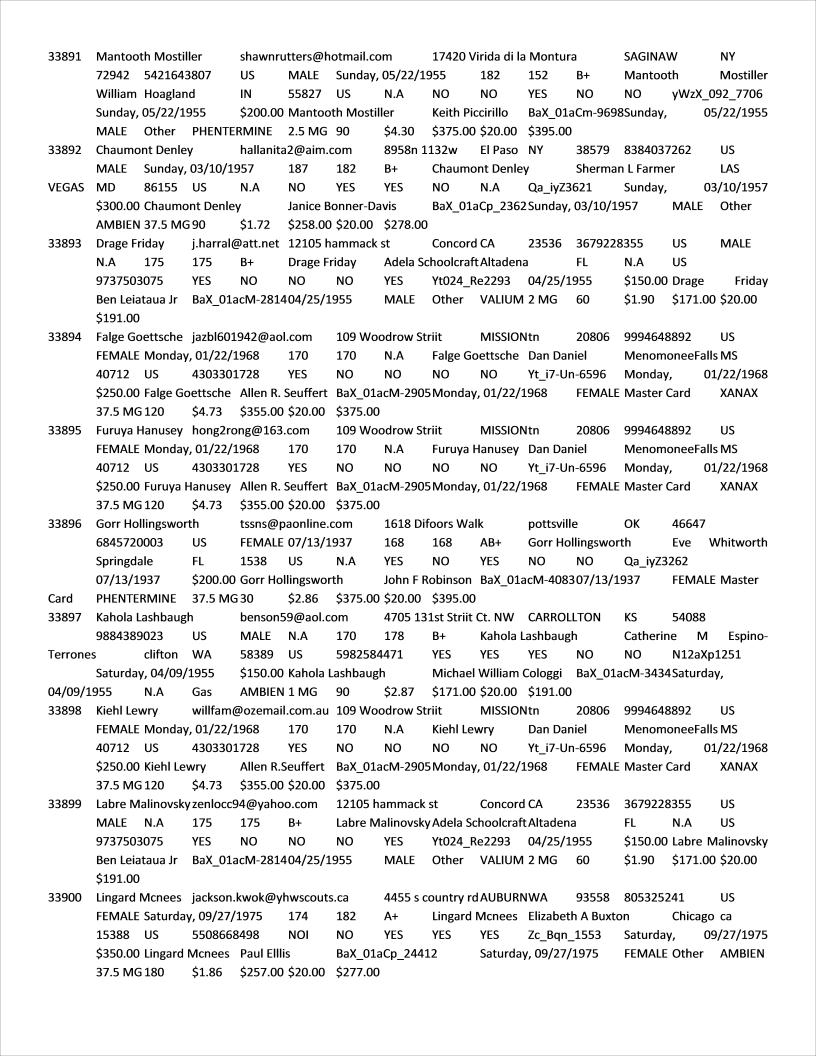 33891 Mantooth Mostiller shawnrutters@hotmail.com 17420 Virida di la Montura SAGINAW NY
72942 5421643807 US MALE Sunday, 05/22/1955 182 152 B+ Mantooth Mostiller
William Hoagland IN 55827 US N.A NO NO YES NO NO yWzX_092_7706
Sunday, 05/22/1955 $200.00 Mantooth Mostiller Keith Piccirillo BaX_01aCm-9698Sunday, 05/22/1955
MALE Other PHENTERMINE 2.5 MG 90 $4.30 $375.00 $20.00 $395.00
33892 Chaumont Denley hallanita2@aim.com 8958n 1132w El Paso NY 38579 8384037262 US
MALE Sunday, 03/10/1957 187 182 B+ Chaumont Denley Sherman L Farmer LAS
VEGAS MD 86155 US N.A NO YES YES NO N.A Qa_iyZ3621 Sunday, 03/10/1957
$300.00 Chaumont Denley Janice Bonner-Davis BaX_01aCp_2362Sunday, 03/10/1957 MALE Other
AMBIEN 37.5 MG 90 $1.72 $258.00 $20.00 $278.00
33893 Drage Friday j.harral@att.net 12105 hammack st Concord CA 23536 3679228355 US MALE
N.A 175 175 B+ Drage Friday Adela SchoolcraftAltadena FL N.A US
9737503075 YES NO NO NO YES Yt024_Re2293 04/25/1955 $150.00 Drage Friday
Ben Leiataua Jr BaX_01acM-281404/25/1955 MALE Other VALIUM 2 MG 60 $1.90 $171.00 $20.00
$191.00
33894 Falge Goettsche jazbl601942@aol.com 109 Woodrow Striit MISSIONtn 20806 9994648892 US
FEMALE Monday, 01/22/1968 170 170 N.A Falge Goettsche Dan Daniel MenomoneeFalls MS
40712 US 4303301728 YES NO NO NO NO Yt_i7-Un-6596 Monday, 01/22/1968
$250.00 Falge Goettsche Allen R. Seuffert BaX_01acM-2905Monday, 01/22/1968 FEMALE Master Card XANAX
37.5 MG 120 $4.73 $355.00 $20.00 $375.00
33895 Furuya Hanusey hong2rong@163.com 109 Woodrow Striit MISSIONtn 20806 9994648892 US
FEMALE Monday, 01/22/1968 170 170 N.A Furuya Hanusey Dan Daniel MenomoneeFalls MS
40712 US 4303301728 YES NO NO NO NO Yt_i7-Un-6596 Monday, 01/22/1968
$250.00 Furuya Hanusey Allen R. Seuffert BaX_01acM-2905Monday, 01/22/1968 FEMALE Master Card XANAX
37.5 MG 120 $4.73 $355.00 $20.00 $375.00
33896 Gorr Hollingsworth tssns@paonline.com 1618 Difoors Walk pottsville OK 46647
6845720003 US FEMALE 07/13/1937 168 168 AB+ Gorr Hollingsworth Eve Whitworth
Springdale FL 1538 US N.A YES NO YES NO NO Qa_iyZ3262
07/13/1937 $200.00 Gorr Hollingsworth John F Robinson BaX_01acM-408307/13/1937 FEMALE Master
Card PHENTERMINE 37.5 MG 30 $2.86 $375.00 $20.00 $395.00
33897 Kahola Lashbaugh benson59@aol.com 4705 131st Striit Ct. NW CARROLLTON KS 54088
9884389023 US MALE N.A 170 178 B+ Kahola Lashbaugh Catherine M Espino-
Terrones clifton WA 58389 US 5982584471 YES YES YES NO NO N12aXp1251
Saturday, 04/09/1955 $150.00 Kahola Lashbaugh Michael William Cologgi BaX_01acM-3434Saturday,
04/09/1955 N.A Gas AMBIEN 1 MG 90 $2.87 $171.00 $20.00 $191.00
33898 Kiehl Lewry willfam@ozemail.com.au 109 Woodrow Striit MISSIONtn 20806 9994648892 US
FEMALE Monday, 01/22/1968 170 170 N.A Kiehl Lewry Dan Daniel MenomoneeFalls MS
40712 US 4303301728 YES NO NO NO NO Yt_i7-Un-6596 Monday, 01/22/1968
$250.00 Kiehl Lewry Allen R.Seuffert BaX_01acM-2905Monday, 01/22/1968 FEMALE Master Card XANAX
37.5 MG 120 $4.73 $355.00 $20.00 $375.00
33899 Labre Malinovskyzenlocc94@yahoo.com 12105 hammack st Concord CA 23536 3679228355 US
MALE N.A 175 175 B+ Labre Malinovsky Adela SchoolcraftAltadena FL N.A US
9737503075 YES NO NO NO YES Yt024_Re2293 04/25/1955 $150.00 Labre Malinovsky
Ben Leiataua Jr BaX_01acM-281404/25/1955 MALE Other VALIUM 2 MG 60 $1.90 $171.00 $20.00
$191.00
33900 Lingard Mcnees jackson.kwok@yhwscouts.ca 4455 s country rd AUBURNWA 93558 805325241 US
FEMALE Saturday, 09/27/1975 174 182 A+ Lingard Mcnees Elizabeth A Buxton Chicago ca
15388 US 5508668498 NOI NO YES YES YES Zc_Bqn_1553 Saturday, 09/27/1975
$350.00 Lingard Mcnees Paul Elllis BaX_01aCp_24412 Saturday, 09/27/1975 FEMALE Other AMBIEN
37.5 MG 180 $1.86 $257.00 $20.00 $277.00